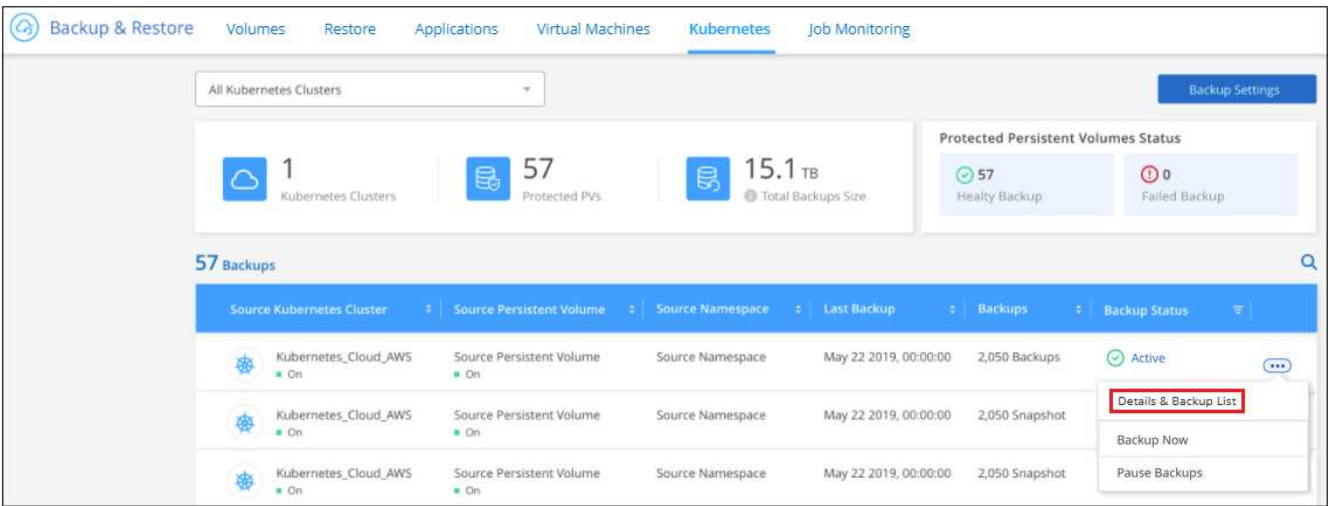 Backup & Restore Volumes Restore Applications Virtual Machines Kubernetes Job Monitoring
All Kubernetes Clusters
Backup Settings
1
Kubernetes Clusters
57
Protected PVs
15.1 TB
Total Backups Size
Protected Persistent Volumes Status
57
Healty Backup
0
Failed Backup
57 Backups
Source Kubernetes Cluster Source Persistent Volume Source Namespace Last Backup Backups Backup Status
Kubernetes_Cloud_AWS Source Persistent Volume Source Namespace May 22 2019, 00:00:00 2,050 Backups Active
On On
Details & Backup List
Kubernetes_Cloud_AWS Source Persistent Volume Source Namespace May 22 2019, 00:00:00 2,050 Snapshot
On On
Backup Now
Kubernetes_Cloud_AWS Source Persistent Volume Source Namespace May 22 2019, 00:00:00 2,050 Snapshot Pause Backups
On On